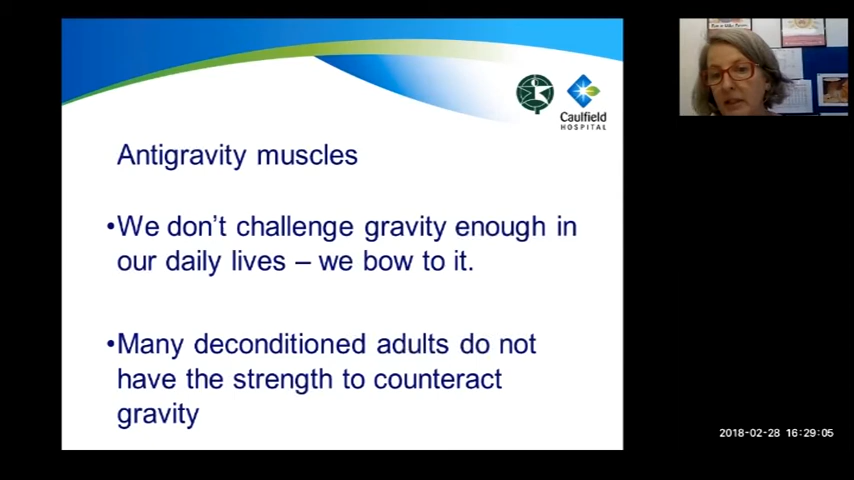 Caulfield
HOSPITAL
Antigravity muscles
•We don’t challenge gravity enough in
our daily lives – we bow to it.
•Many deconditioned adults do not
have the strength to counteract
gravity
2018-02-28 16:29:05